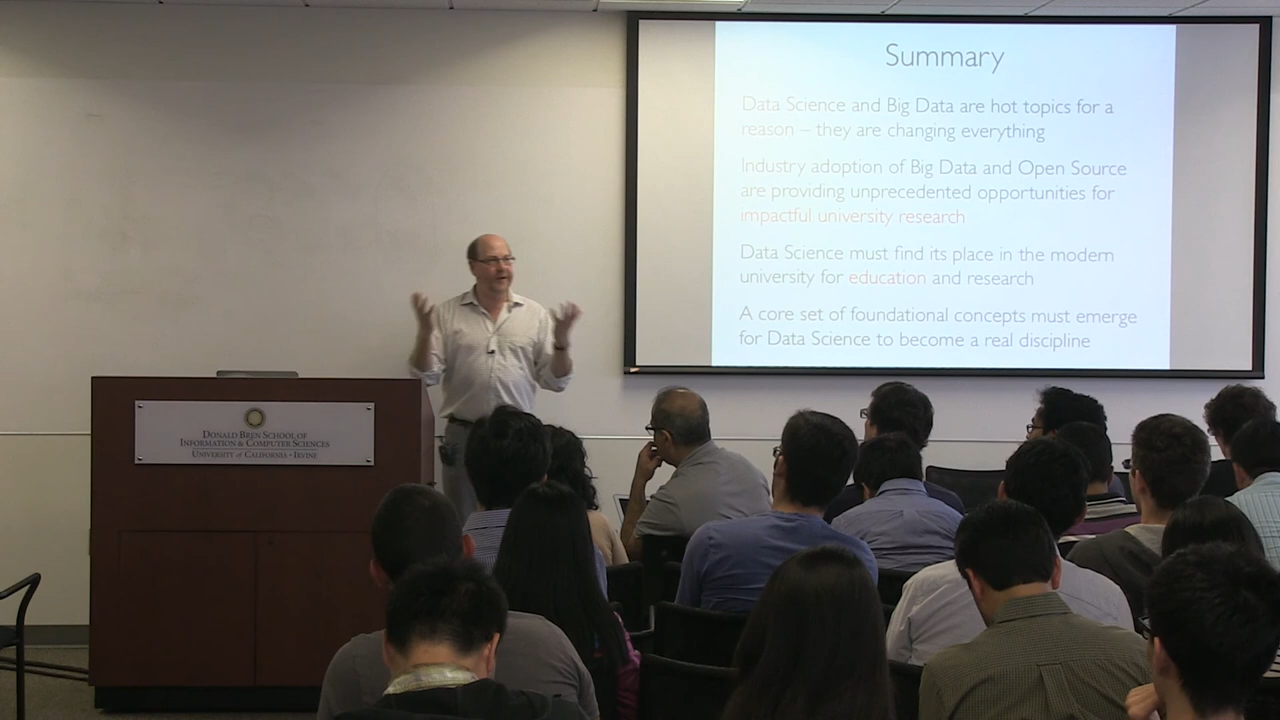 Summary
Data Science and Big Data are hot topics for a
reason – they are changing everything
Industry adoption of Big Data and Open Source
are providing unprecedented opportunities for
impactful university research
Data Science must find its place in the modern
university for education and research
A core set of foundational concepts must emerge
for Data Science to become a real discipline
DONALD BREN SCHOOL OF
INFORMATION & COMPUTER SCIENCES
UNIVERSITY of CALIFORNIA · IRVINE